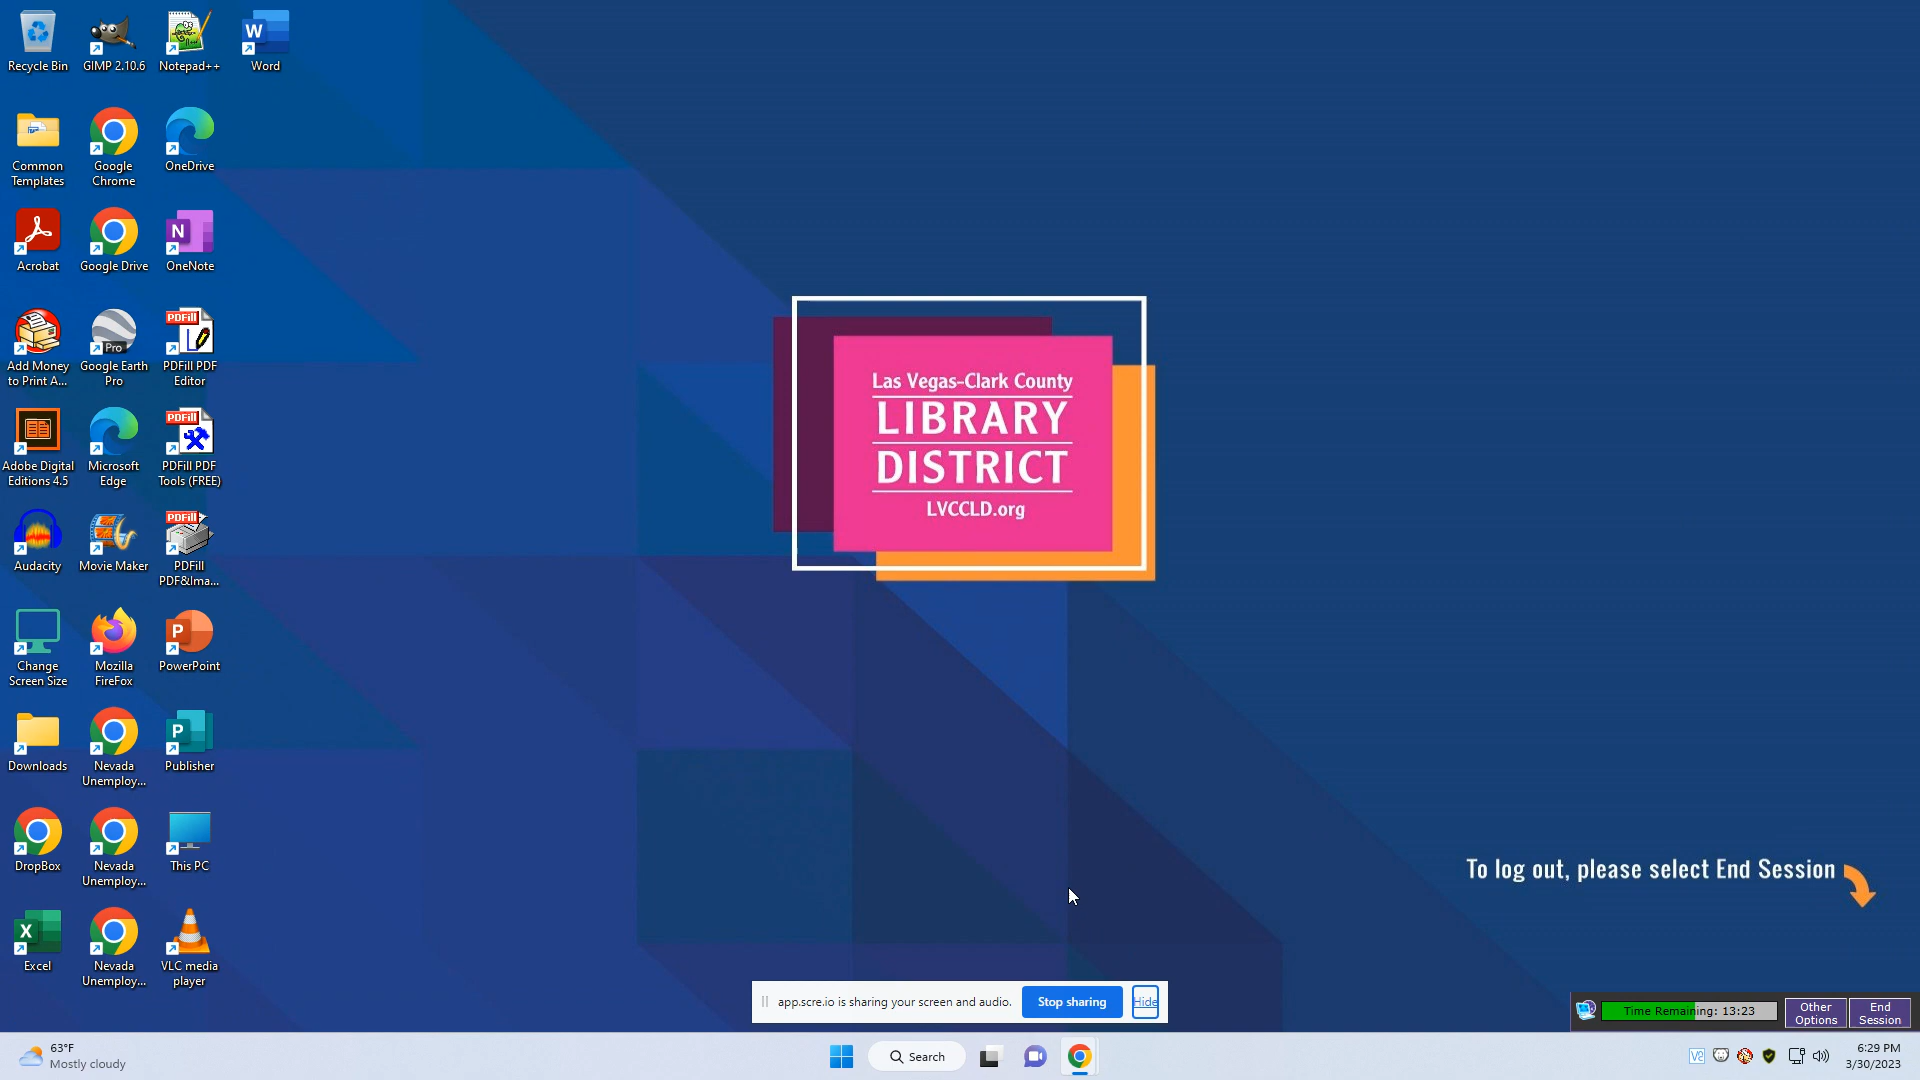 Recycle Bin
GIMP 2.10.6
Notepad++
Word
Common
Templates
Google
Chrome
OneDrive
Acrobat
Google Drive
OneNote
Add Money
to Print A...
Pro
Google Earth
Pro
PDFill
PDFill PDF
Editor
Adobe Digital
Editions 4.5
Microsoft
Edge
PDFill
PDFill PDF
Tools (FREE)
Audacity
Movie Maker
PDFill
PDFill
PDF&Ima...
Change
Screen Size
Mozilla
FireFox
PowerPoint
Downloads
Nevada
Unemploy...
Publisher
DropBox
Nevada
Unemploy...
This PC
Excel
Nevada
Unemploy...
VLC media
player
Las Vegas-Clark County
LIBRARY
DISTRICT
LVCCLD.org
To log out, please select End Session
app.scre.io is sharing your screen and audio.
Stop sharing
Hide
Time Remaining: 13:23
Other
Options
End
Session
63°F
Mostly cloudy
Search
6:29 PM
3/30/2023